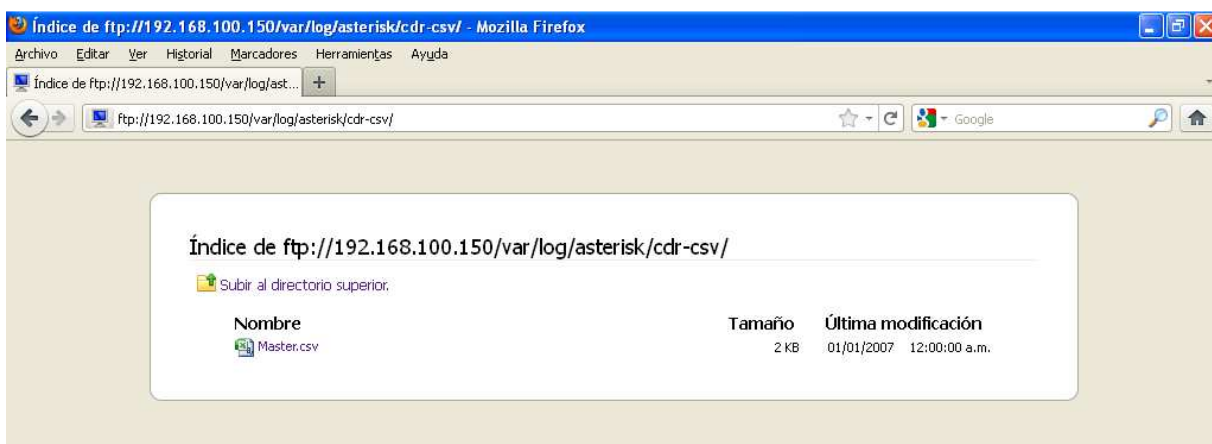 Índice de ftp://192.168.100.150/var/log/asterisk/cdr-csv/ - Mozilla Firefox
Archivo Editar Ver Historial Marcadores Herramientas Ayuda
Índice de ftp://192.168.100.150/var/log/ast... +
ftp://192.168.100.150/var/log/asterisk/cdr-csv/ Google
Índice de ftp://192.168.100.150/var/log/asterisk/cdr-csv/
Subir al directorio superior.
Nombre Tamaño Última modificación
Master.csv 2 KB 01/01/2007 12:00:00 a.m.